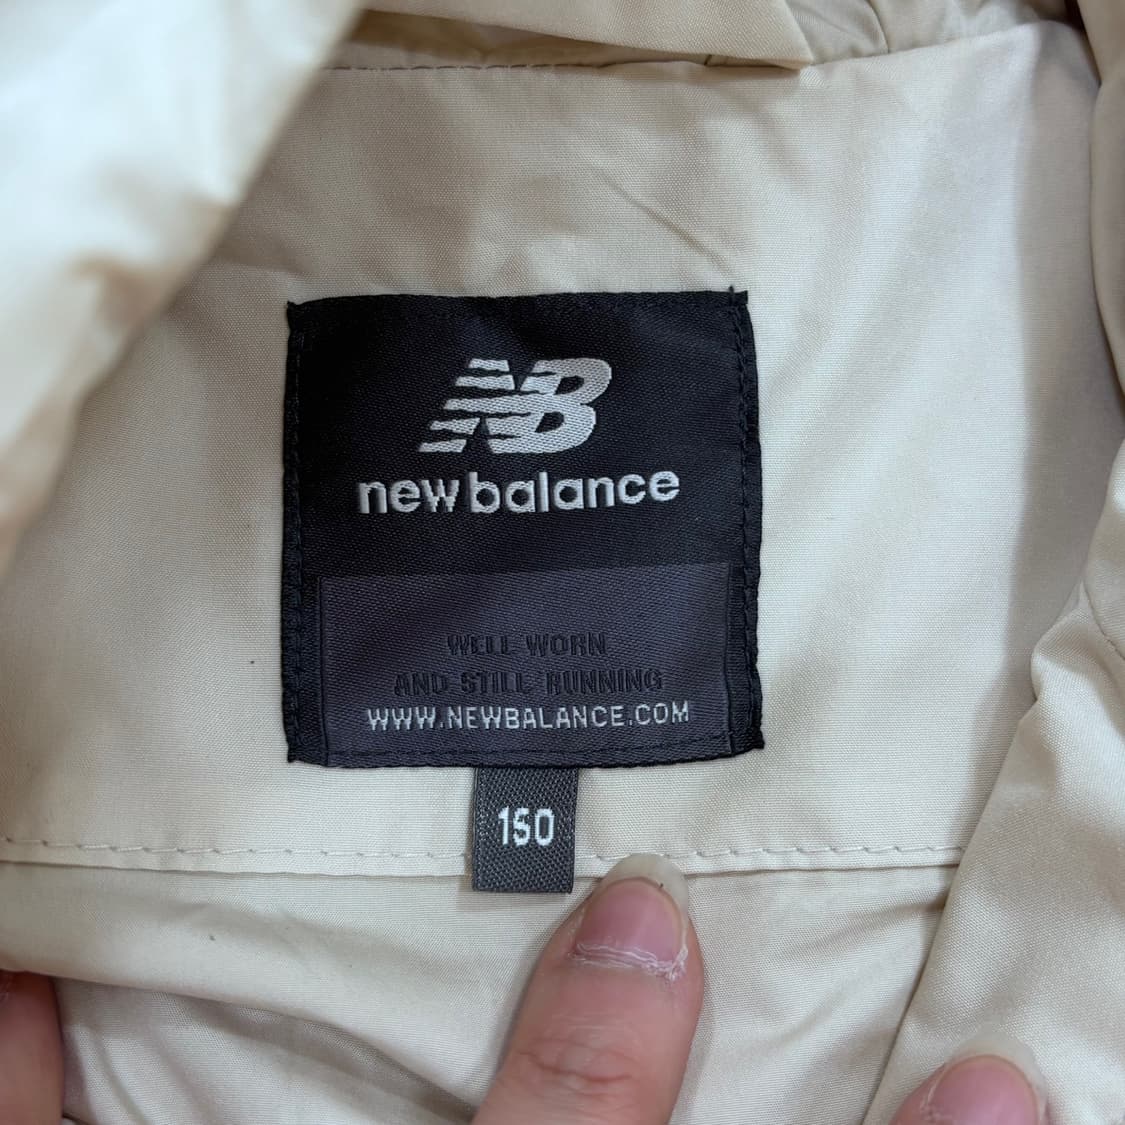 NB
new balance
WELL WORN
AND STILL RUNNING
WWW.NEWBALANCE.COM
150